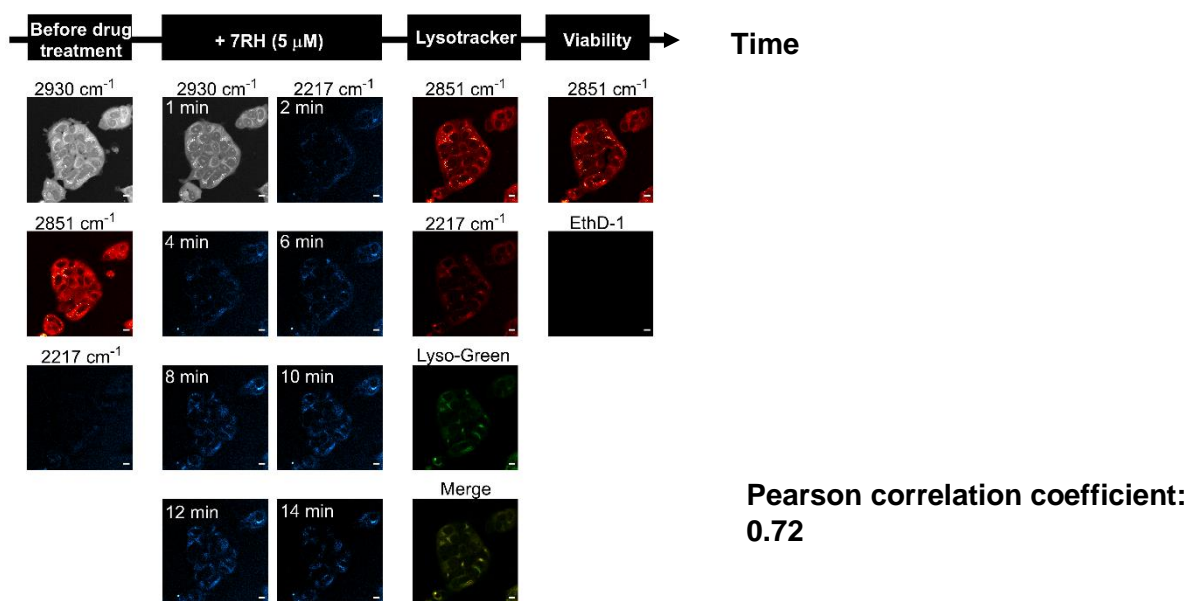 Before drug
treatment
+ 7RH (5 μM)
Lysotracker
Viability
Time
2930 cm⁻¹
2930 cm⁻¹
2217 cm⁻¹
2851 cm⁻¹
2851 cm⁻¹
1 min
2 min
2851 cm⁻¹
2217 cm⁻¹
EthD-1
4 min
6 min
2217 cm⁻¹
Lyso-Green
8 min
10 min
Merge
12 min
14 min
Pearson correlation coefficient:
0.72